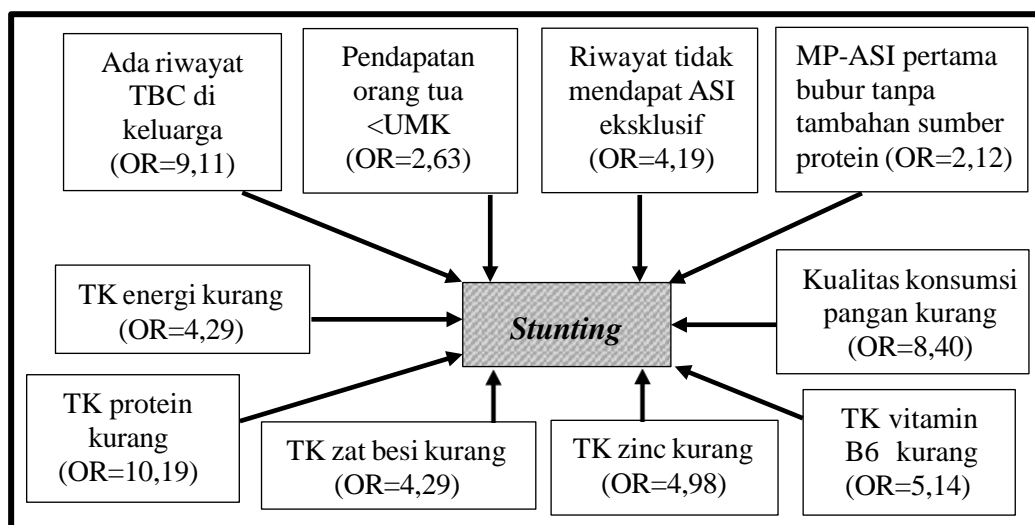 Ada riwayat
TBC di
keluarga
(OR=9,11)
Pendapatan
orang tua
<UMK
(OR=2,63)
Riwayat tidak
mendapat ASI
eksklusif
(OR=4,19)
MP-ASI pertama
bubur tanpa
tambahan sumber
protein (OR=2,12)
TK energi kurang
(OR=4,29)
Stunting
Kualitas konsumsi
pangan kurang
(OR=8,40)
TK protein
kurang
(OR=10,19)
TK zat besi kurang
(OR=4,29)
TK zinc kurang
(OR=4,98)
TK vitamin
B6 kurang
(OR=5,14)